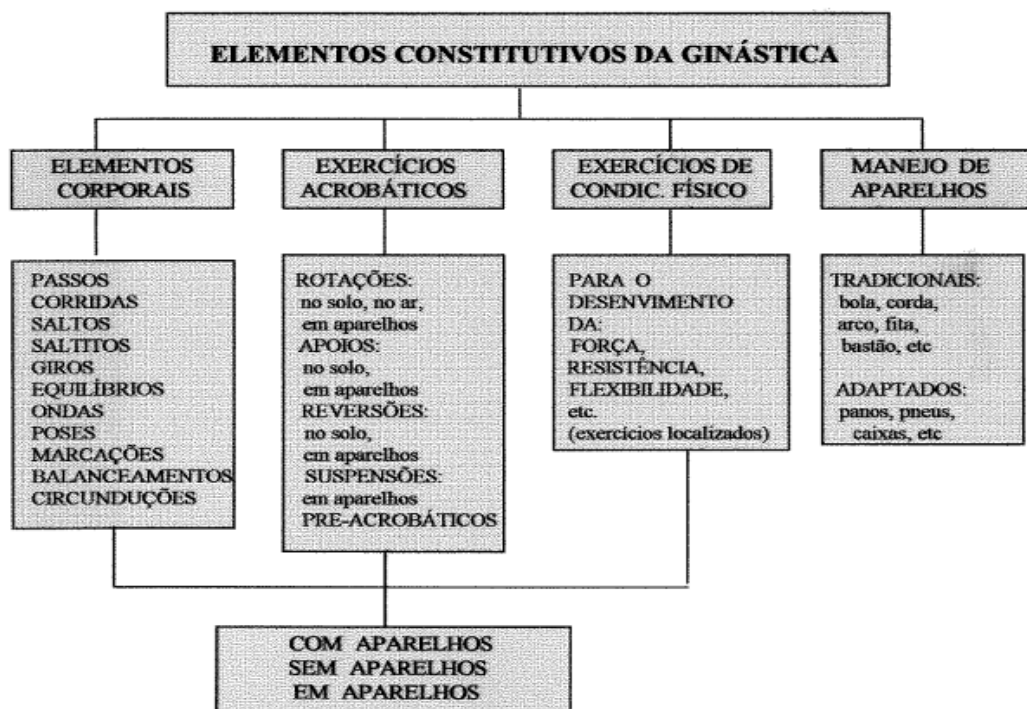 ELEMENTOS CONSTITUTIVOS DA GINÁSTICA
ELEMENTOS
CORPORAIS
EXERCÍCIOS
ACROBÁTICOS
EXERCÍCIOS DE
CONDIC. FÍSICO
MANEJO DE
APARELHOS
PASSOS
CORRIDAS
SALTOS
SALTITOS
GIROS
EQUILÍBRIOS
ONDAS
POSES
MARCAÇÕES
BALANCEAMENTOS
CIRCUNDUÇÕES
ROTAÇÕES:
no solo, no ar,
em aparelhos
APOIOS:
no solo,
em aparelhos
REVERSÕES:
no solo,
em aparelhos
SUSPENSÕES:
em aparelhos
PRE-ACROBÁTICOS
PARA O
DESENVIMENTO
DA:
FORÇA,
RESISTÊNCIA,
FLEXIBILIDADE,
etc.
(exercícios localizados)
TRADICIONAIS:
bola, corda,
arco, fita,
bastão, etc
ADAPTADOS:
panos, pneus,
caixas, etc
COM APARELHOS
SEM APARELHOS
EM APARELHOS